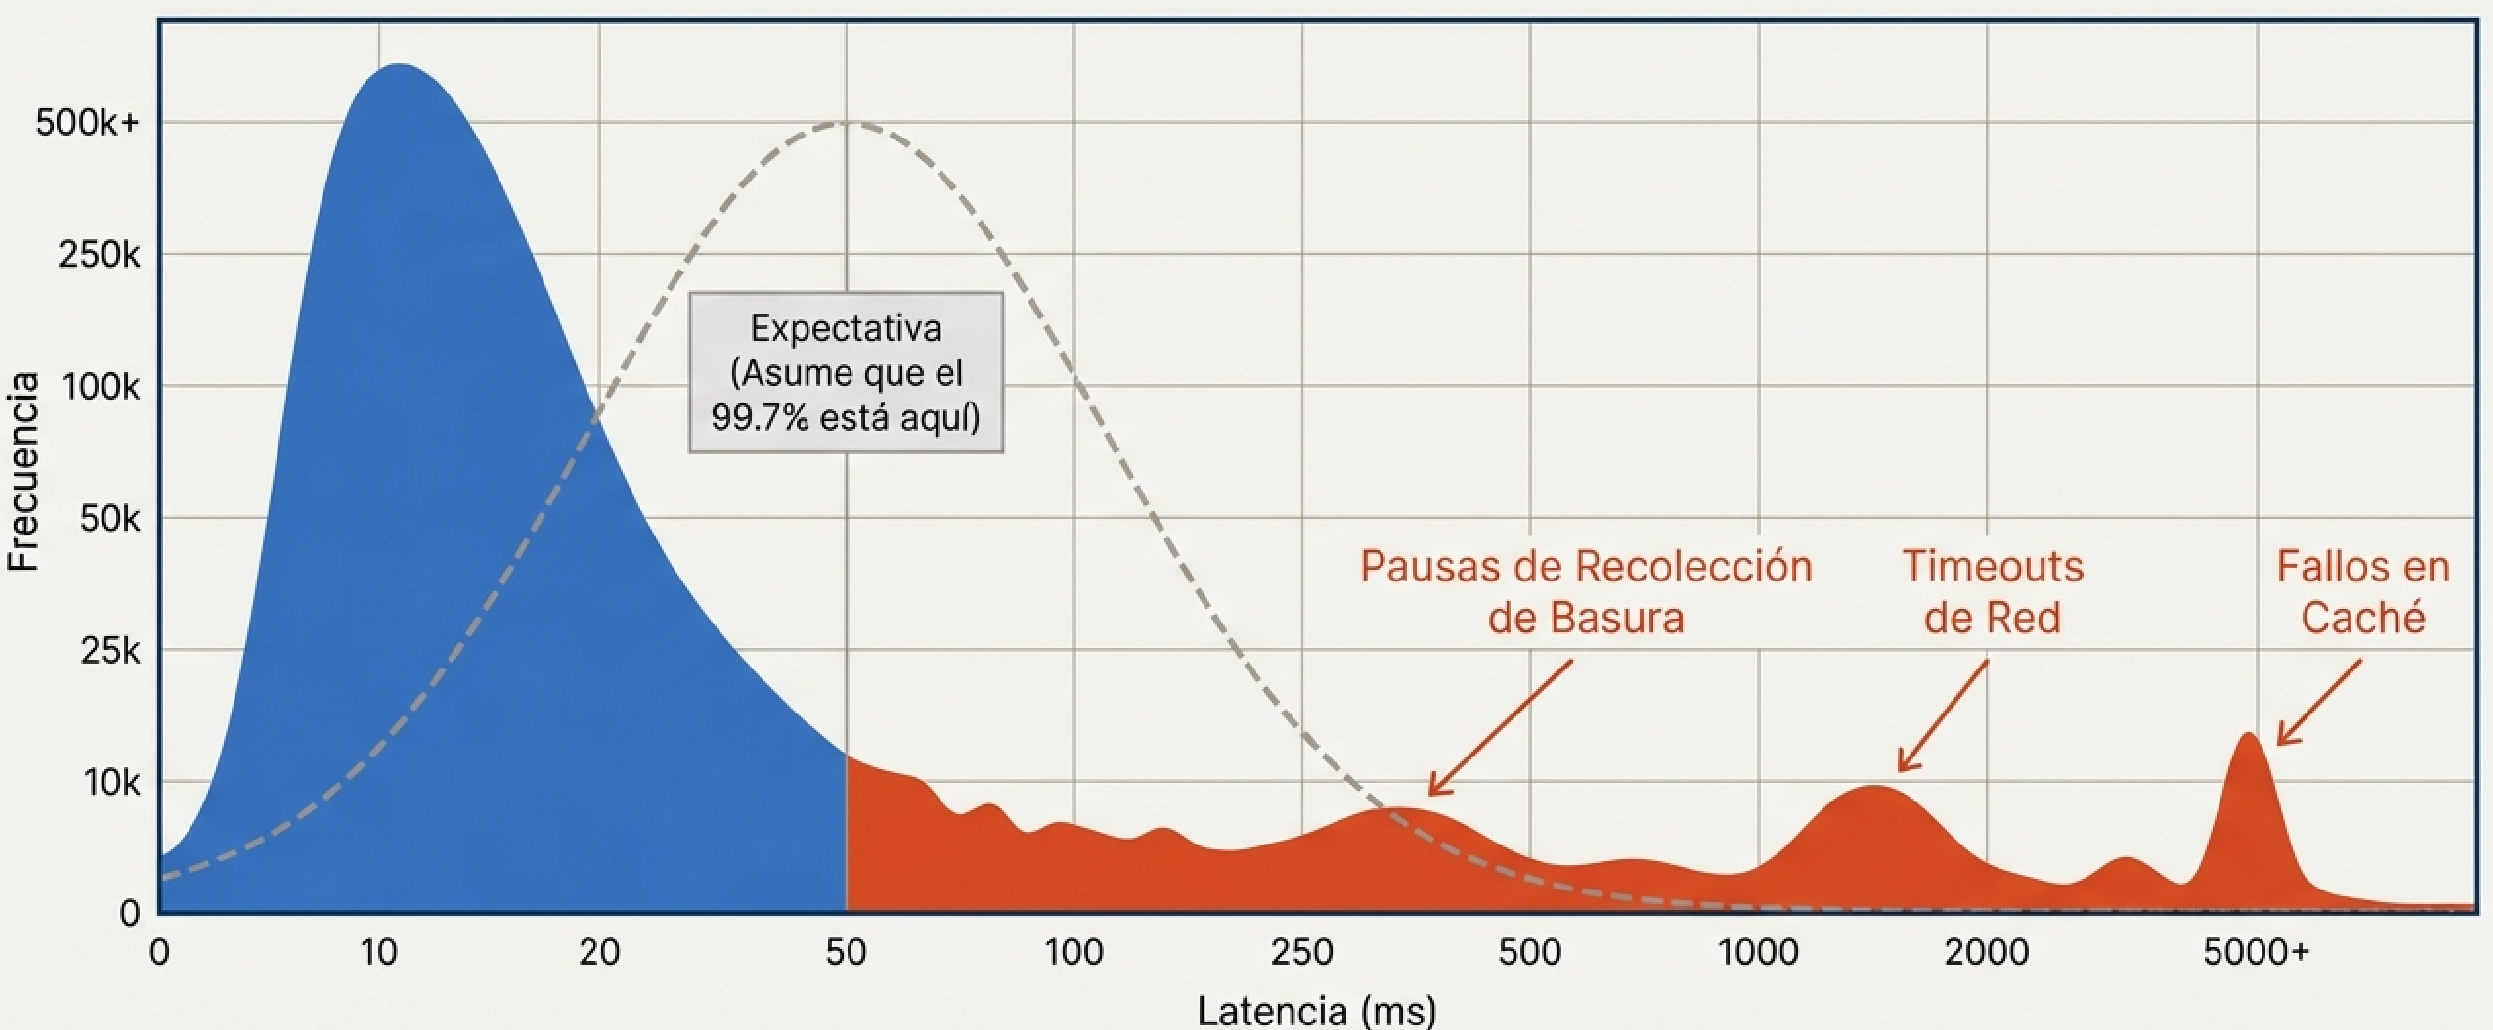 500k+
250k
100k
50k
25k
10k
0
Frecuencia
Expectativa
(Asume que el
99.7% está aquí)
Pausas de Recolección
de Basura
Timeouts
de Red
Fallos en
Caché
0
10
20
50
100
250
500
1000
2000
5000+
Latencia (ms)